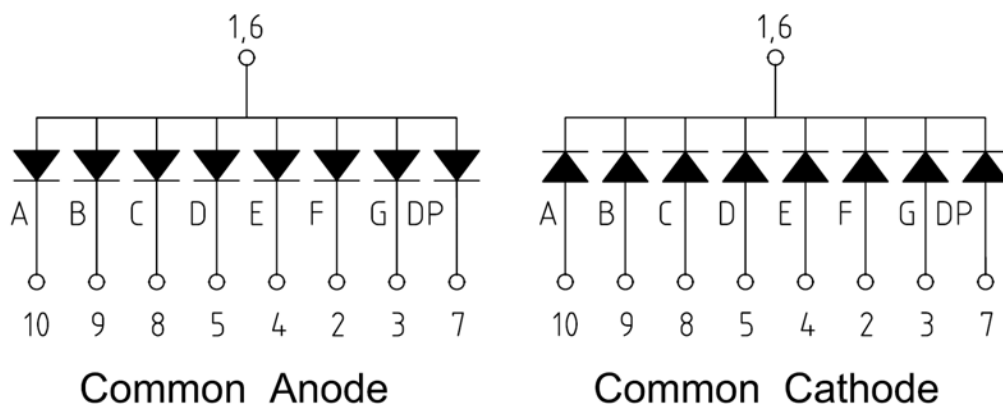 1,6 1,6
A B C D E F G DP A B C D E F G DP
10 9 8 5 4 2 3 7 10 9 8 5 4 2 3 7
Common Anode Common Cathode